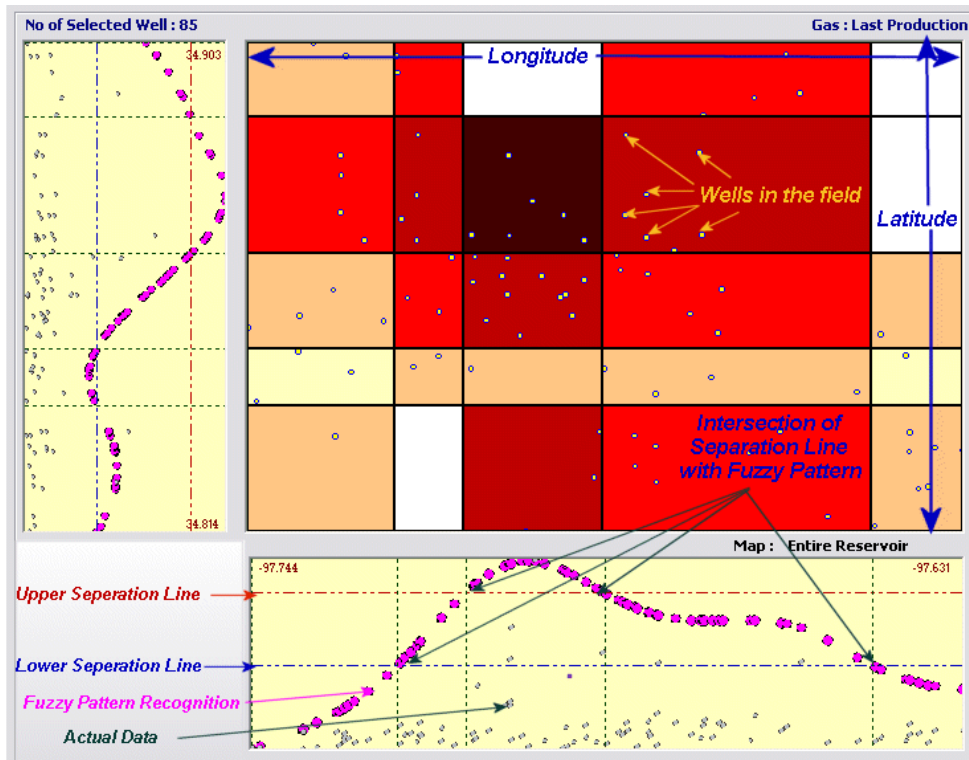 No of Selected Well : 85
Gas : Last Production
34.903
Longitude
Wells in the field
Latitude
Intersection of
Separation Line
with Fuzzy Pattern
34.814
Map : Entire Reservoir
-97.744
-97.631
Upper Seperation Line
Lower Seperation Line
Fuzzy Pattern Recognition
Actual Data